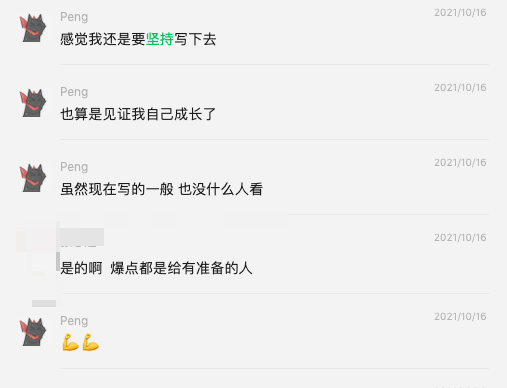 Peng 2021/10/16
感觉我还是要坚持写下去
Peng 2021/10/16
也算是见证我自己成长了
Peng 2021/10/16
虽然现在写的一般 也没什么人看
2021/10/16
是的啊 爆点都是给有准备的人
Peng 2021/10/16
💪💪